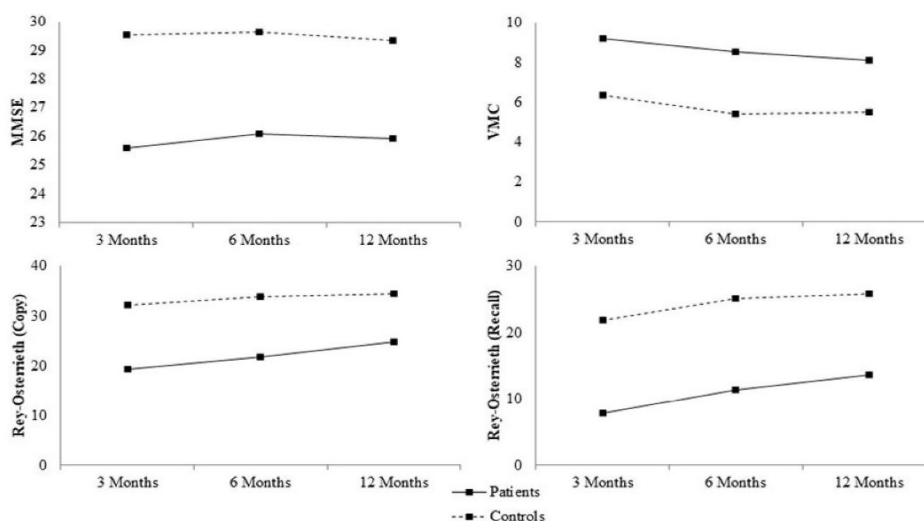 MMSE
30
29
28
27
26
25
24
23
3 Months 6 Months 12 Months
VMC
10
8
6
4
2
0
3 Months 6 Months 12 Months
Rey-Osterrieth (Copy)
40
30
20
10
0
3 Months 6 Months 12 Months
Rey-Osterrieth (Recall)
30
20
10
0
3 Months 6 Months 12 Months
Patients
Controls